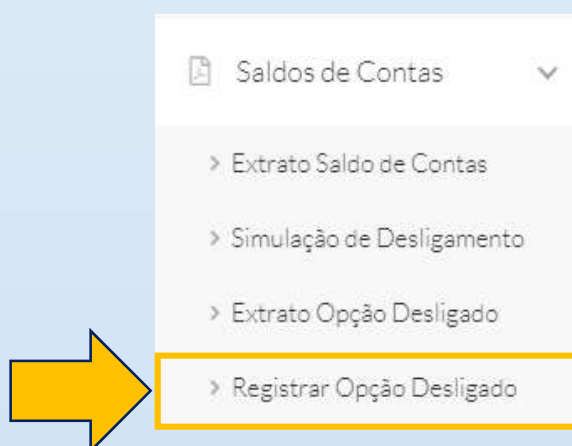 Saldos de Contas
Extrato Saldo de Contas
Simulação de Desligamento
Extrato Opção Desligado
Registrar Opção Desligado